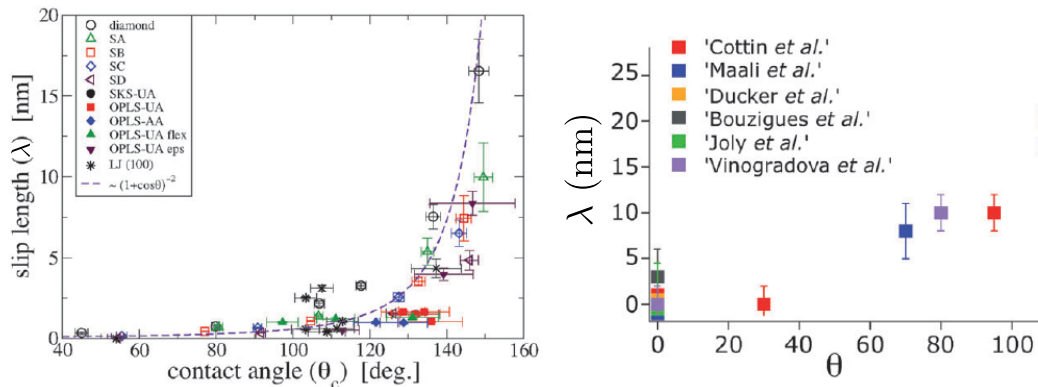 20
15
10
5
0
slip length (λ) [nm]
diamond
SA
SB
SC
SD
SKS-UA
OPLS-UA
OPLS-AA
OPLS-UA flex
OPLS-UA eps
LJ (100)
~ (1+cosθ)⁻²
40 60 80 100 120 140 160
contact angle (θc) [deg.]
λ (nm)
25
20
15
10
5
0
'Cottin et al.'
'Maali et al.'
'Ducker et al.'
'Bouzigues et al.'
'Joly et al.'
'Vinogradova et al.'
0 20 40 60 80 100
θ